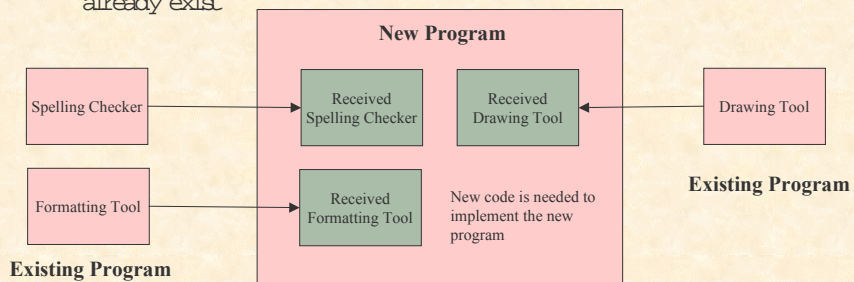 already exist.
New Program
Spelling Checker
Received
Spelling Checker
Received
Drawing Tool
Drawing Tool
Formatting Tool
Received
Formatting Tool
New code is needed to
implement the new
program
Existing Program
Existing Program